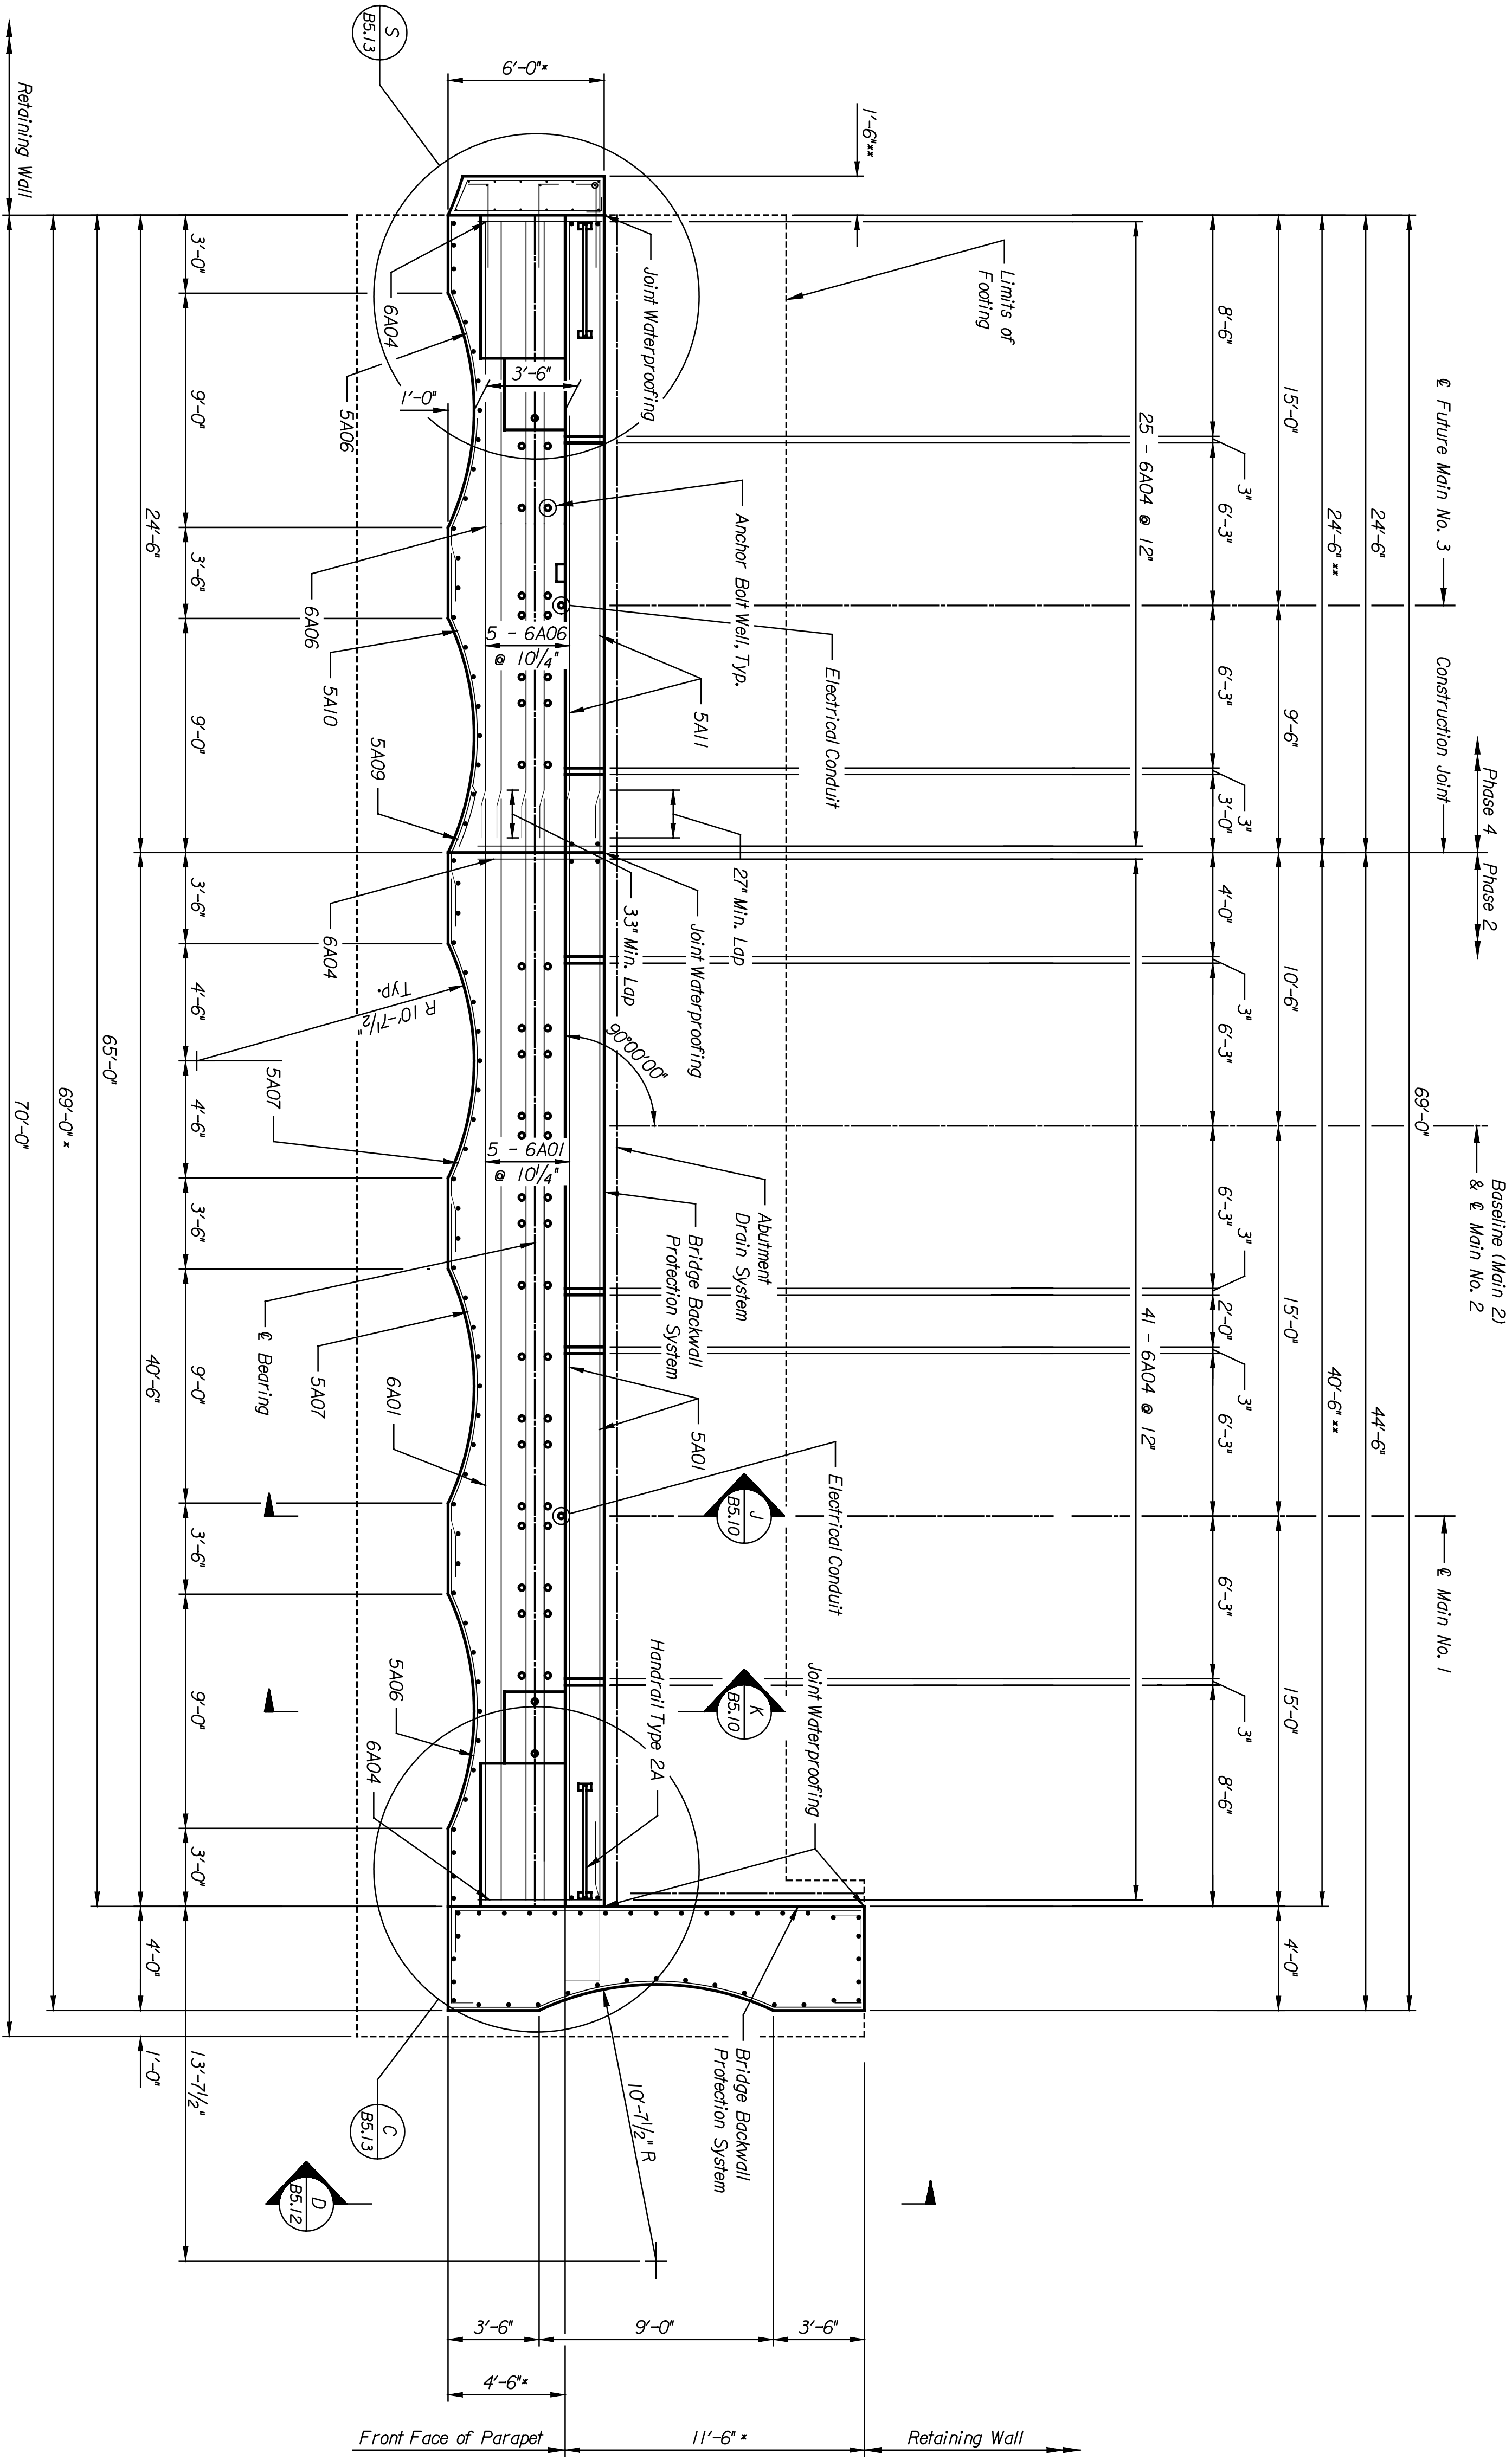 Baseline (Main 2)
& ℄ Main No. 2
Phase 4
Phase 2
℄ Future Main No. 3
Construction Joint
℄ Main No. 1
69'-0"
24'-6"
44'-6"
24'-6"**
40'-6"**
15'-0"
9'-6"
10'-6"
15'-0"
15'-0"
4'-0"
3"
3"
3"
3"
3"
3"
8'-6"
6'-3"
6'-3"
3'-0"
4'-0"
6'-3"
6'-3"
2'-0"
6'-3"
6'-3"
8'-6"
25 - 6A04 @ 12"
41 - 6A04 @ 12"
Limits of
Footing
1'-6"**
Electrical Conduit
Electrical Conduit
Joint Waterproofing
Anchor Bolt Well, Typ.
27" Min. Lap
Abutment
Drain System
J
B5.10
K
B5.10
Bridge Backwall
Protection System
Joint Waterproofing
5A11
Joint Waterproofing
Bridge Backwall
Protection System
5A01
Handrail Type 2A
10'-7½" R
33" Min. Lap
90°00'00"
6'-0"*
3'-6"
1'-0"
5 - 6A06
@ 10¼"
5 - 6A01
@ 10¼"
S
B5.13
6A04
5A06
6A06
5A10
5A09
6A04
R 10'-7½"
Typ.
5A07
℄ Bearing
5A07
6A01
5A06
6A04
C
B5.13
D
B5.12
3'-0"
9'-0"
3'-6"
9'-0"
3'-6"
4'-6"
4'-6"
3'-6"
9'-0"
3'-6"
9'-0"
3'-0"
13'-7½"
24'-6"
40'-6"
4'-0"
1'-0"
65'-0"
69'-0"*
Retaining Wall
70'-0"
3'-6"
9'-0"
3'-6"
4'-6"*
Front Face of Parapet
11'-6"*
Retaining Wall